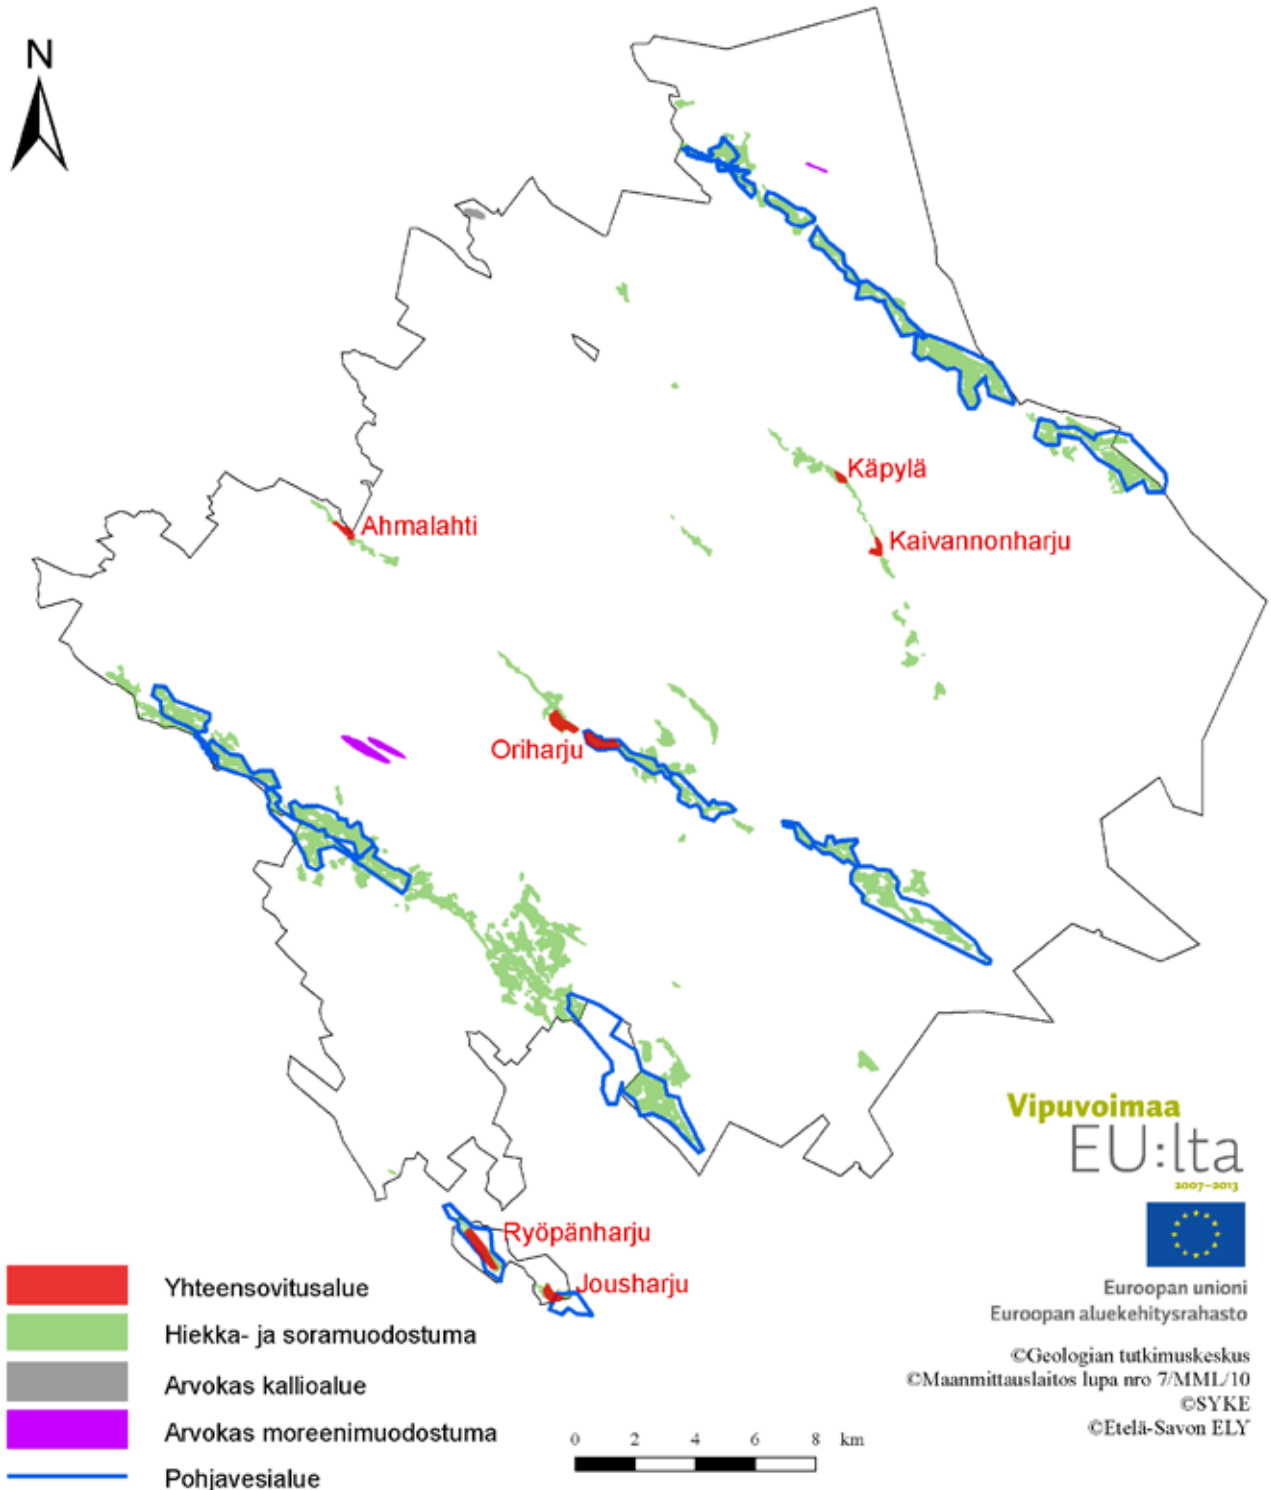 N
Käpylä
Ahmalahti
Kaivannonharju
Oriharju
Ryöpänharju
Jousharju
Yhteensovitusalue
Hiekka- ja soramuodostuma
Arvokas kallioalue
Arvokas moreenimuodostuma
Pohjavesialue
0 2 4 6 8 km
Vipuvoimaa
EU:lta
2007–2013
Euroopan unioni
Euroopan aluekehitysrahasto
©Geologian tutkimuskeskus
©Maanmittauslaitos lupa nro 7/MML/10
©SYKE
©Etelä-Savon ELY